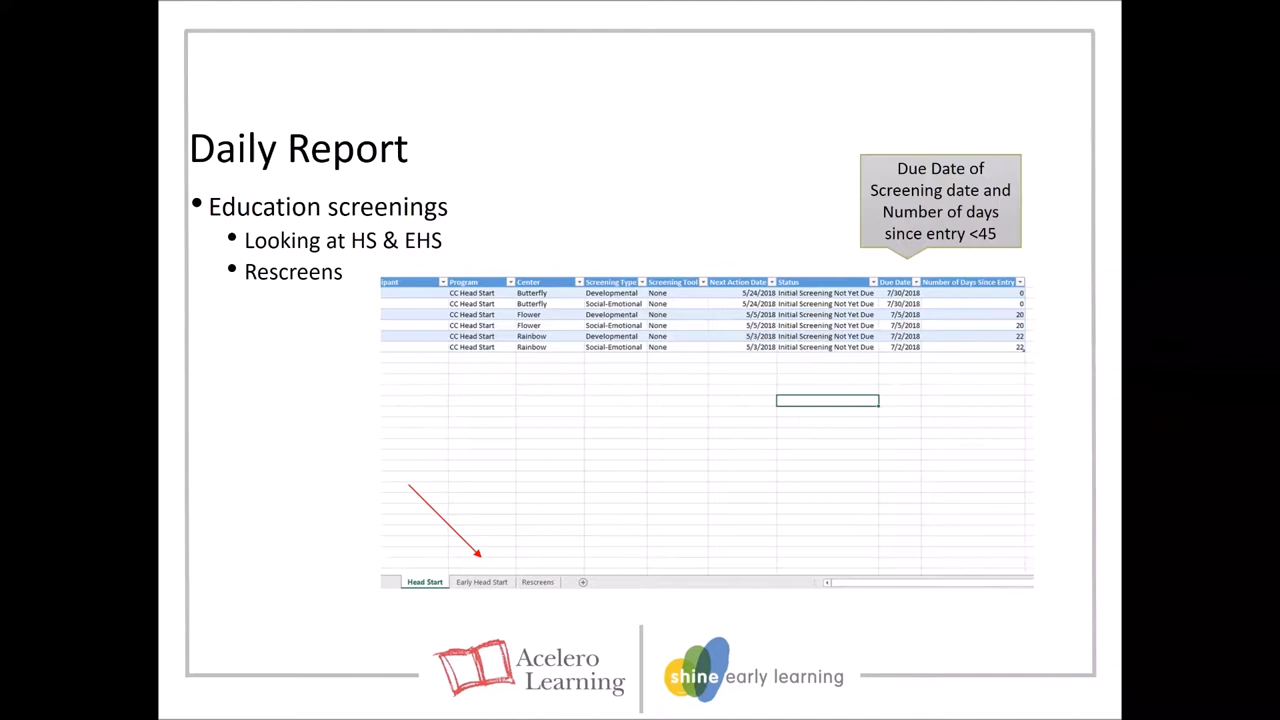 Daily Report
• Education screenings
• Looking at HS & EHS
• Rescreens
Due Date of
Screening date and
Number of days
since entry <45
ipant Program Center Screening Type Screening Tool Next Action Date Status Due Date Number of Days Since Entry
CC Head Start Butterfly Developmental None 5/24/2018 Initial Screening Not Yet Due 7/30/2018 0
CC Head Start Butterfly Social-Emotional None 5/24/2018 Initial Screening Not Yet Due 7/30/2018 0
CC Head Start Flower Developmental None 5/5/2018 Initial Screening Not Yet Due 7/5/2018 20
CC Head Start Flower Social-Emotional None 5/5/2018 Initial Screening Not Yet Due 7/5/2018 20
CC Head Start Rainbow Developmental None 5/3/2018 Initial Screening Not Yet Due 7/2/2018 22
CC Head Start Rainbow Social-Emotional None 5/3/2018 Initial Screening Not Yet Due 7/2/2018 22
Head Start Early Head Start Rescreens
Acelero
Learning
shine early learning